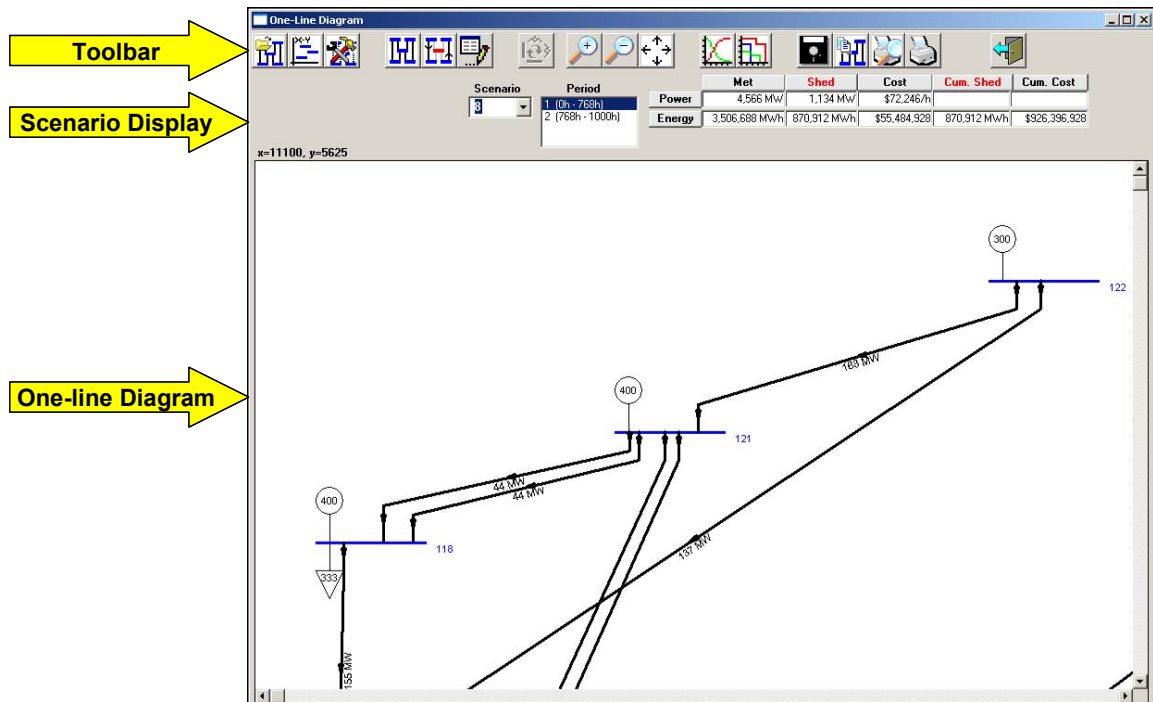 One-Line Diagram
Toolbar
X-Y
Scenario Period
Met Shed Cost Cum. Shed Cum. Cost
3 1 (0h - 768h)
2 (768h - 1000h)
Power 4,566 MW 1,134 MW $72,246/h
Energy 3,506,688 MWh 870,912 MWh $55,484,928 870,912 MWh $926,396,928
Scenario Display
x=11100, y=5625
300
122
163 MW
One-line Diagram
400
121
44 MW
44 MW
400
118
137 MW
333
155 MW